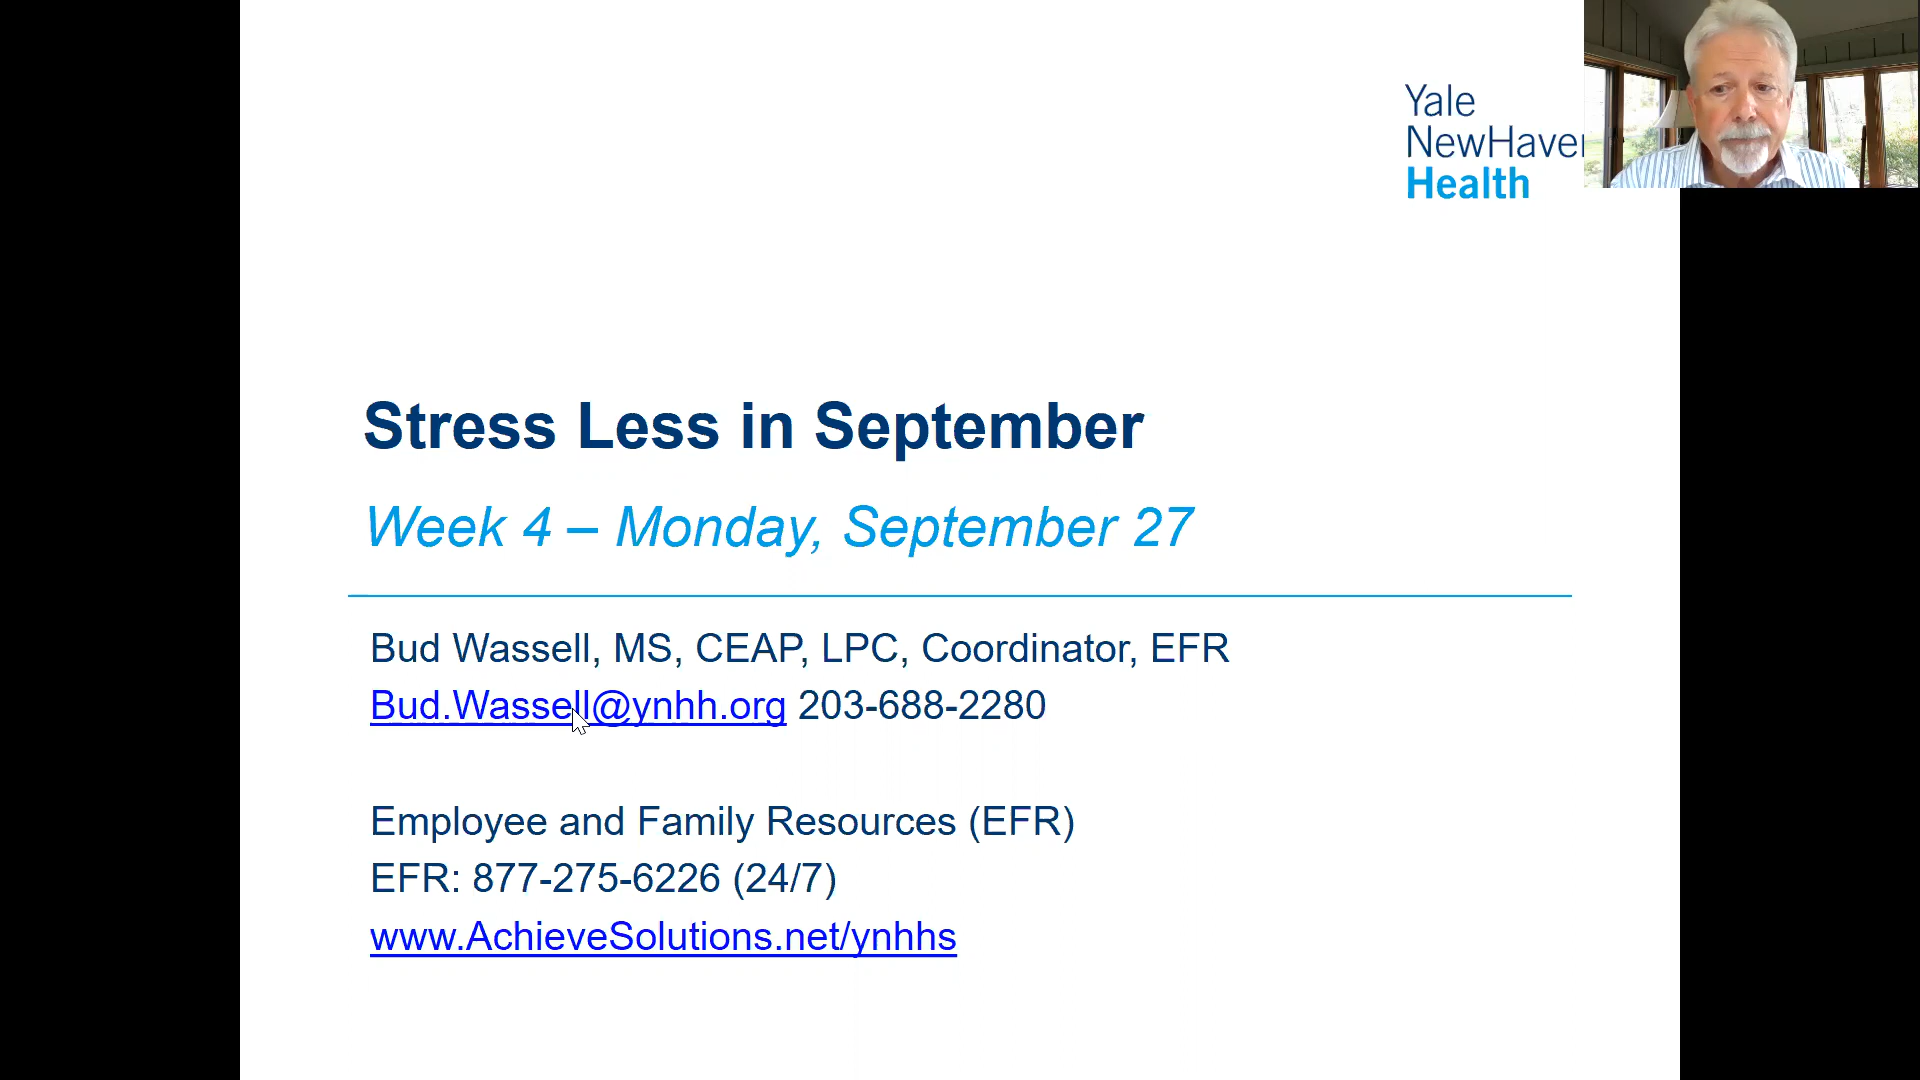 Yale
NewHaven
Health
Stress Less in September
Week 4 – Monday, September 27
Bud Wassell, MS, CEAP, LPC, Coordinator, EFR
Bud.Wassell@ynhh.org 203-688-2280
Employee and Family Resources (EFR)
EFR: 877-275-6226 (24/7)
www.AchieveSolutions.net/ynhhs